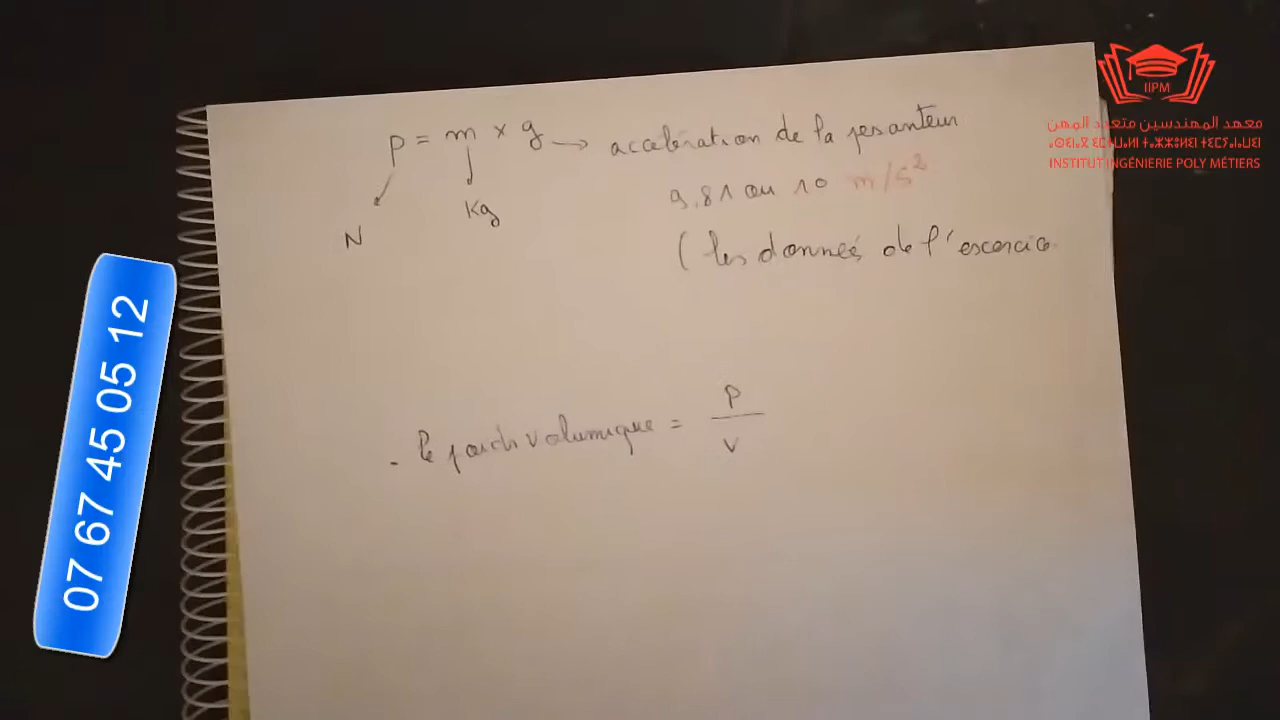 P = m x g → accélération de la pesanteur
N
Kg
9,81 ou 10 m/s²
( les donneés de l'exercice
- le poids volumique = P / V
07 67 45 05 12
IIPM
معهد المهندسين متعدد المهن
INSTITUT INGÉNIERIE POLY MÉTIERS